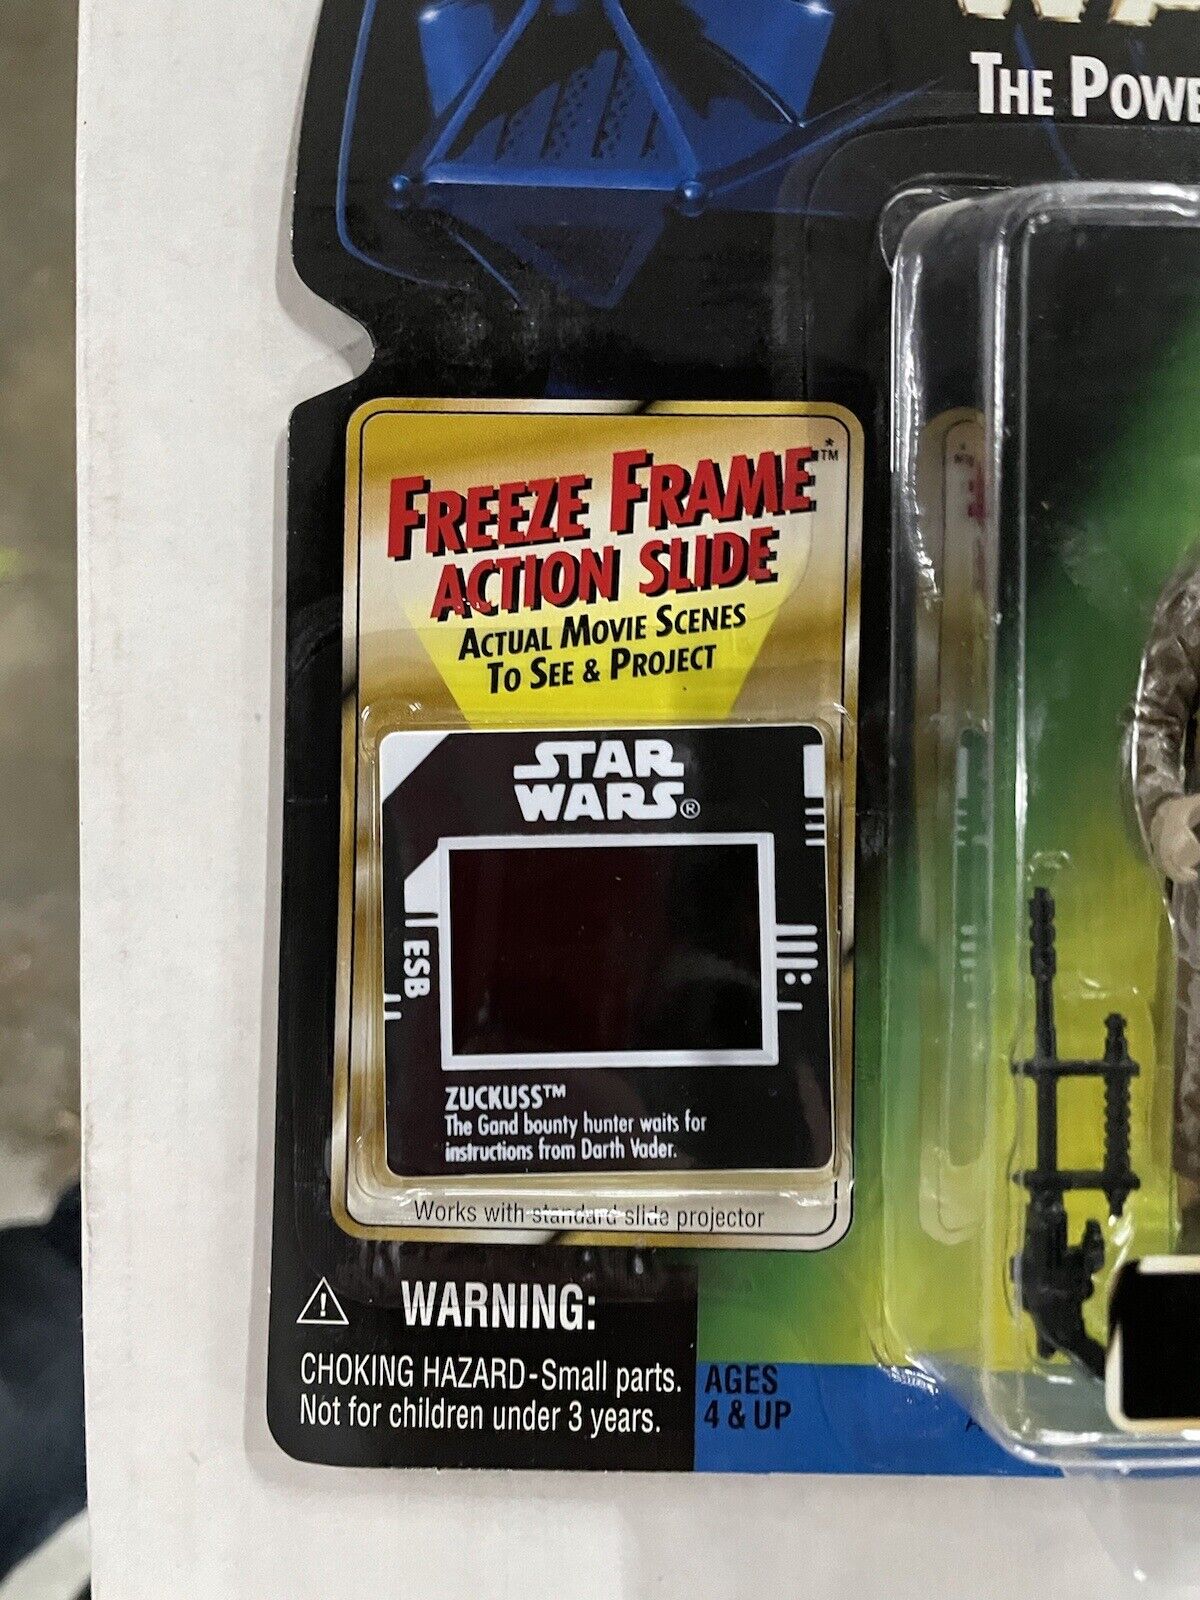 THE POWE
FREEZE FRAME™*
ACTION SLIDE
ACTUAL MOVIE SCENES
TO SEE & PROJECT
STAR
WARS®
ESB
ZUCKUSS™
The Gand bounty hunter waits for
instructions from Darth Vader.
Works with standard slide projector
WARNING:
CHOKING HAZARD-Small parts.
Not for children under 3 years.
AGES
4 & UP